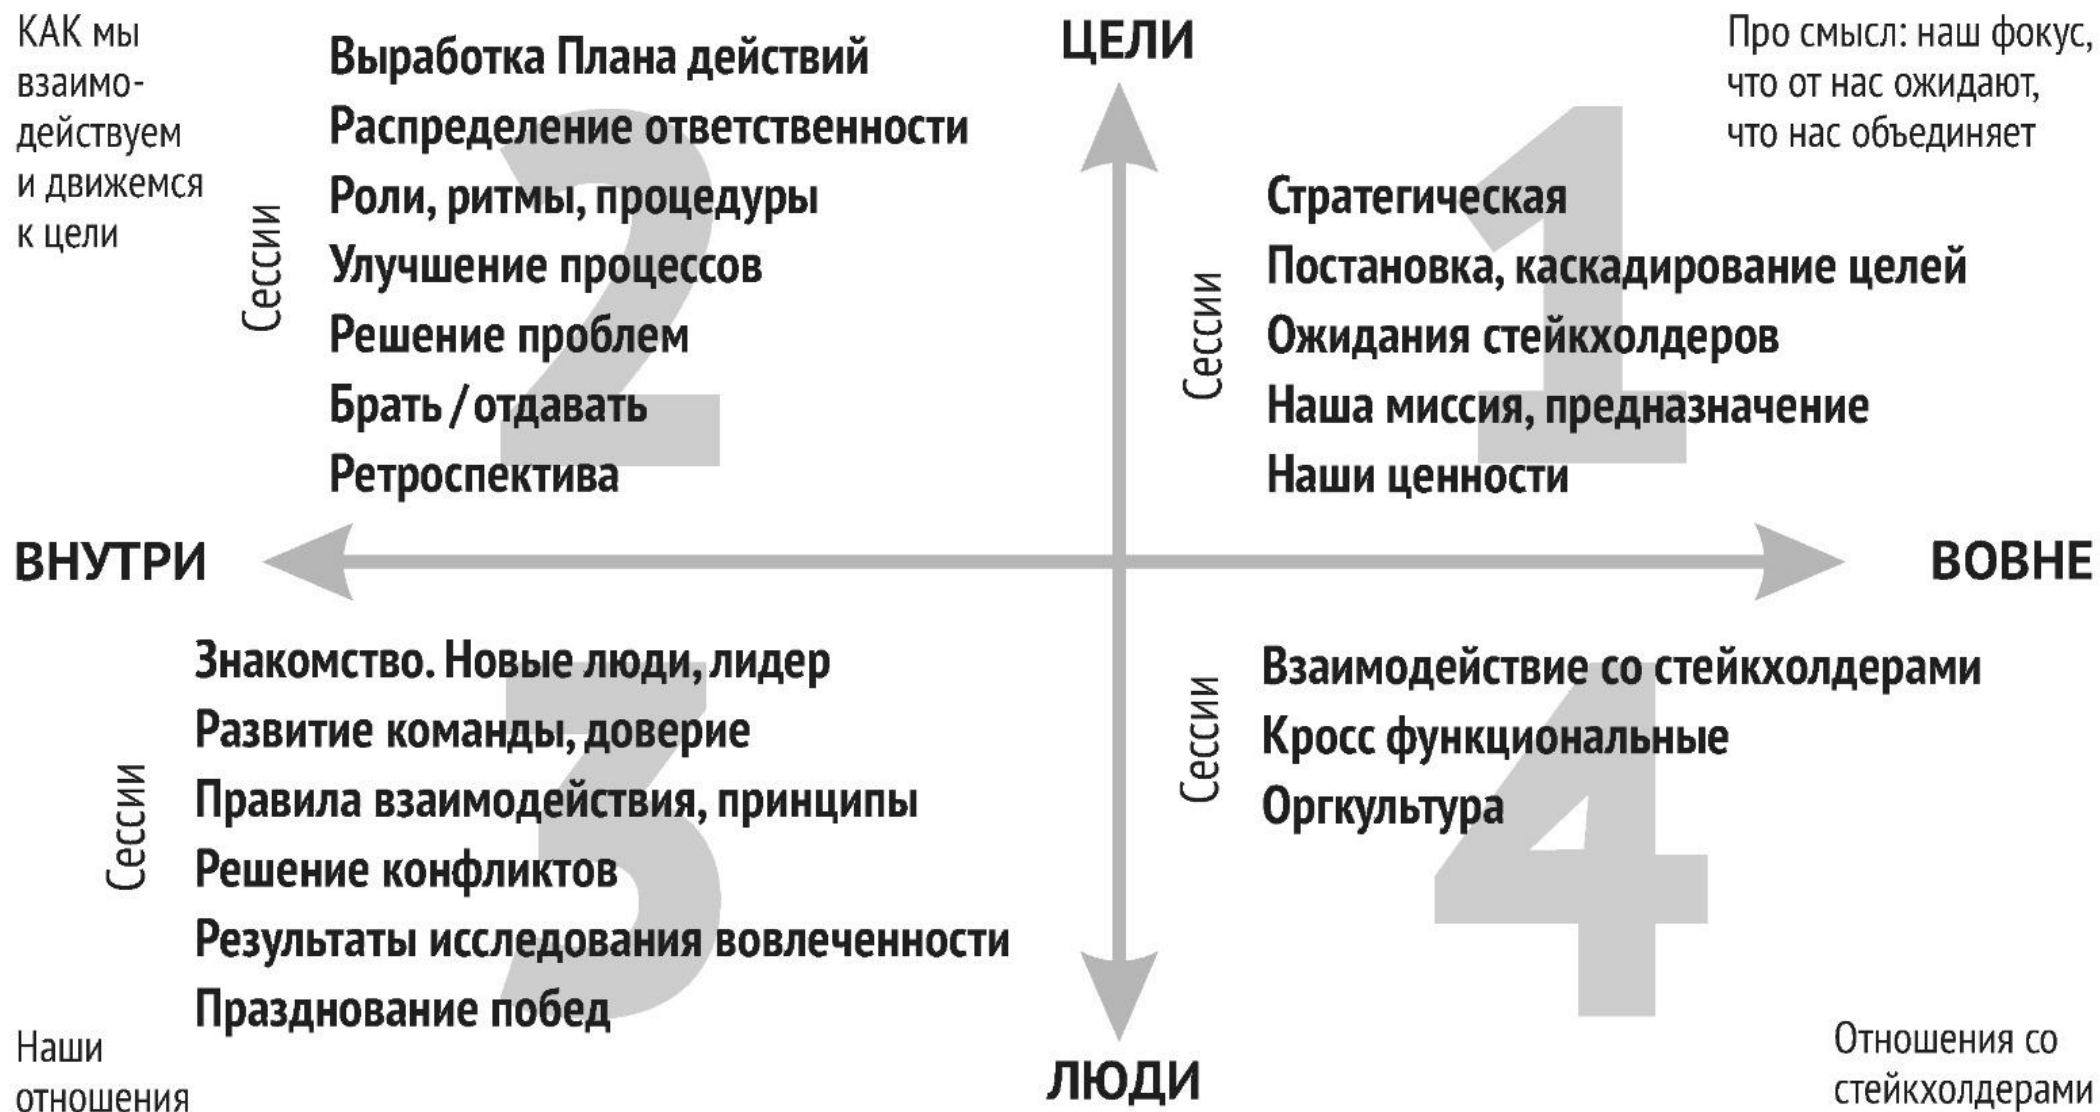 КАК мы
взаимо-
действуем
и движемся
к цели
Сессии
2
Выработка Плана действий
Распределение ответственности
Роли, ритмы, процедуры
Улучшение процессов
Решение проблем
Брать / отдавать
Ретроспектива
ЦЕЛИ
Про смысл: наш фокус,
что от нас ожидают,
что нас объединяет
Сессии
1
Стратегическая
Постановка, каскадирование целей
Ожидания стейкхолдеров
Наша миссия, предназначение
Наши ценности
ВНУТРИ
ВОВНЕ
Сессии
3
Знакомство. Новые люди, лидер
Развитие команды, доверие
Правила взаимодействия, принципы
Решение конфликтов
Результаты исследования вовлеченности
Празднование побед
Наши
отношения
ЛЮДИ
Сессии
4
Взаимодействие со стейкхолдерами
Кросс функциональные
Оргкультура
Отношения со
стейкхолдерами